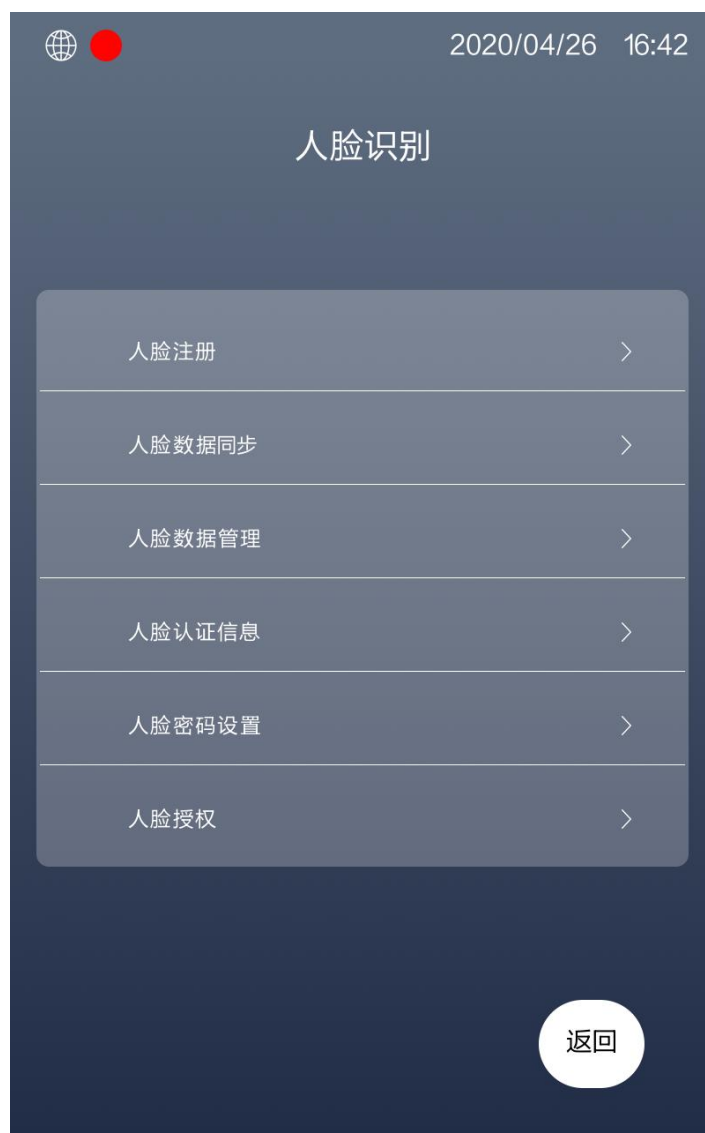 2020/04/26 16:42
人脸识别
人脸注册
人脸数据同步
人脸数据管理
人脸认证信息
人脸密码设置
人脸授权
返回